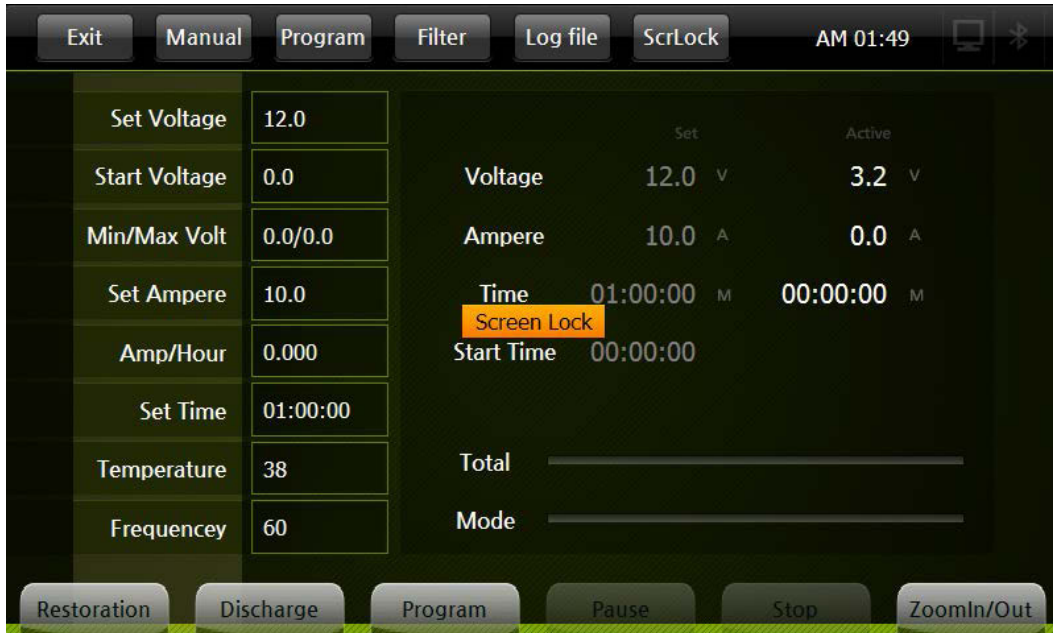 Exit Manual Program Filter Log file ScrLock AM 01:49
Set Voltage 12.0
Start Voltage 0.0
Min/Max Volt 0.0/0.0
Set Ampere 10.0
Amp/Hour 0.000
Set Time 01:00:00
Temperature 38
Frequencey 60
Set Active
Voltage 12.0 V 3.2 V
Ampere 10.0 A 0.0 A
Time 01:00:00 M 00:00:00 M
Screen Lock
Start Time 00:00:00
Total
Mode
Restoration Discharge Program Pause Stop ZoomIn/Out